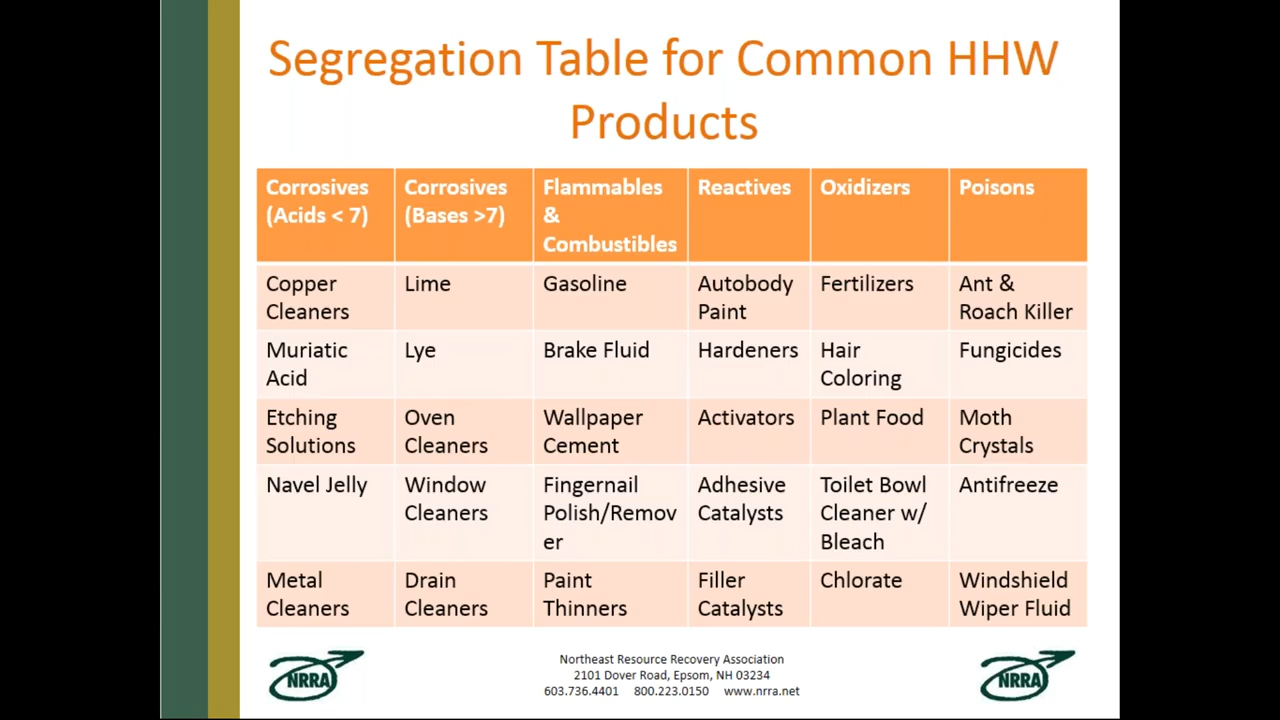 Segregation Table for Common HHW
Products
Corrosives
(Acids < 7)
Corrosives
(Bases >7)
Flammables
&
Combustibles
Reactives
Oxidizers
Poisons
Copper
Cleaners
Lime
Gasoline
Autobody
Paint
Fertilizers
Ant &
Roach Killer
Muriatic
Acid
Lye
Brake Fluid
Hardeners
Hair
Coloring
Fungicides
Etching
Solutions
Oven
Cleaners
Wallpaper
Cement
Activators
Plant Food
Moth
Crystals
Navel Jelly
Window
Cleaners
Fingernail
Polish/Remov
er
Adhesive
Catalysts
Toilet Bowl
Cleaner w/
Bleach
Antifreeze
Metal
Cleaners
Drain
Cleaners
Paint
Thinners
Filler
Catalysts
Chlorate
Windshield
Wiper Fluid
NRRA
Northeast Resource Recovery Association
2101 Dover Road, Epsom, NH 03234
603.736.4401 800.223.0150 www.nrra.net
NRRA